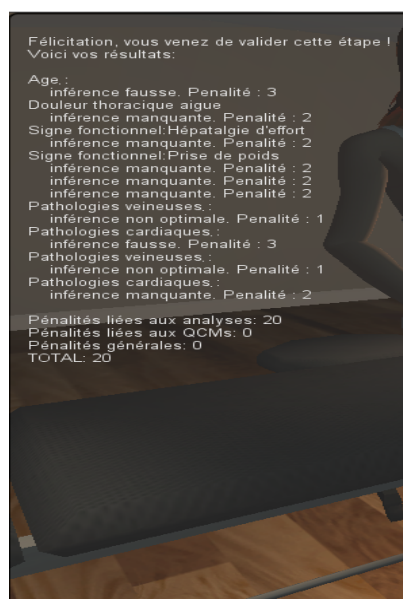 Félicitation, vous venez de valider cette étape !
Voici vos résultats:
Age,:
inférence fausse. Penalité : 3
Douleur thoracique aigue
inférence manquante. Penalité : 2
Signe fonctionnel:Hépatalgie d'effort
inférence manquante. Penalité : 2
Signe fonctionnel:Prise de poids
inférence manquante. Penalité : 2
inférence manquante. Penalité : 2
inférence manquante. Penalité : 2
Pathologies veineuses,:
inférence non optimale. Penalité : 1
Pathologies cardiaques,:
inférence fausse. Penalité : 3
Pathologies veineuses,:
inférence non optimale. Penalité : 1
Pathologies cardiaques,:
inférence manquante. Penalité : 2
Pénalités liées aux analyses: 20
Pénalités liées aux QCMs: 0
Pénalités générales: 0
TOTAL: 20